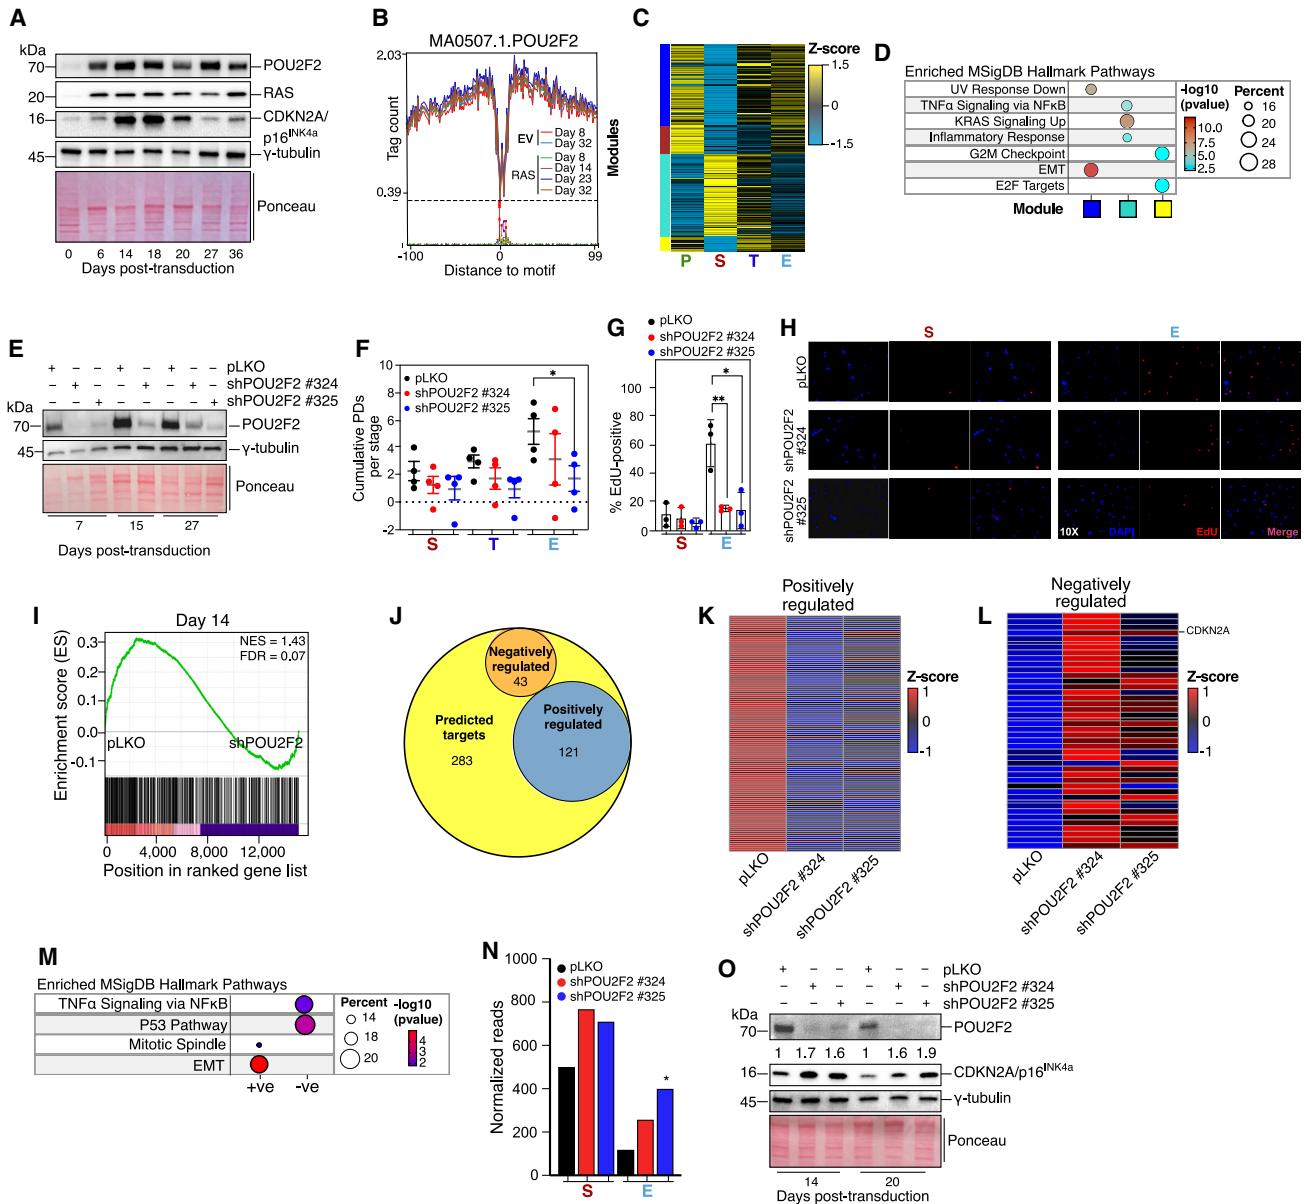 A
kDa
70
20
16
45
POU2F2
RAS
CDKN2A/
p16INK4a
γ-tubulin
Ponceau
0 6 14 18 20 27 36
Days post-transduction
B
MA0507.1.POU2F2
2.03
0.39
Tag count
EV
Day 8
Day 32
RAS
Day 8
Day 14
Day 23
Day 32
-100 0 99
Distance to motif
C
Modules
P S T E
Z-score
1.5
0
-1.5
D
Enriched MSigDB Hallmark Pathways
UV Response Down
TNFα Signaling via NFκB
KRAS Signaling Up
Inflammatory Response
G2M Checkpoint
EMT
E2F Targets
Module
-log10
(pvalue)
10.0
7.5
5.0
2.5
Percent
16
20
24
28
E
+ − − + − + − pLKO
− + − − + − + − shPOU2F2 #324
− − + − − − − + shPOU2F2 #325
kDa
70
45
POU2F2
γ-tubulin
Ponceau
7 15 27
Days post-transduction
F
pLKO
shPOU2F2 #324
shPOU2F2 #325
Cumulative PDs
per stage
8
6
4
2
0
-2
*
S T E
G
pLKO
shPOU2F2 #324
shPOU2F2 #325
% EdU-positive
100
80
60
40
20
0
*
**
S E
H
S E
pLKO
shPOU2F2
#324
shPOU2F2
#325
10X DAPI EdU Merge
I
Day 14
NES = 1.43
FDR = 0.07
Enrichment score (ES)
0.3
0.2
0.1
0.0
-0.1
pLKO shPOU2F2
0 4,000 8,000 12,000
Position in ranked gene list
J
Negatively
regulated
43
Predicted
targets
283
Positively
regulated
121
K
Positively
regulated
Z-score
1
0
-1
pLKO
shPOU2F2 #324
shPOU2F2 #325
L
Negatively
regulated
CDKN2A
Z-score
1
0
-1
pLKO
shPOU2F2 #324
shPOU2F2 #325
M
Enriched MSigDB Hallmark Pathways
TNFα Signaling via NFκB
P53 Pathway
Mitotic Spindle
EMT
+ve -ve
Percent
14
18
20
-log10
(pvalue)
4
3
2
N
pLKO
shPOU2F2 #324
shPOU2F2 #325
Normalized reads
1000
800
600
400
200
0
*
S E
O
+ − − + − − pLKO
− + − − + − shPOU2F2 #324
− − + − − + shPOU2F2 #325
kDa
70
POU2F2
1 1.7 1.6 1 1.6 1.9
16
CDKN2A/p16INK4a
45
γ-tubulin
Ponceau
14 20
Days post-transduction